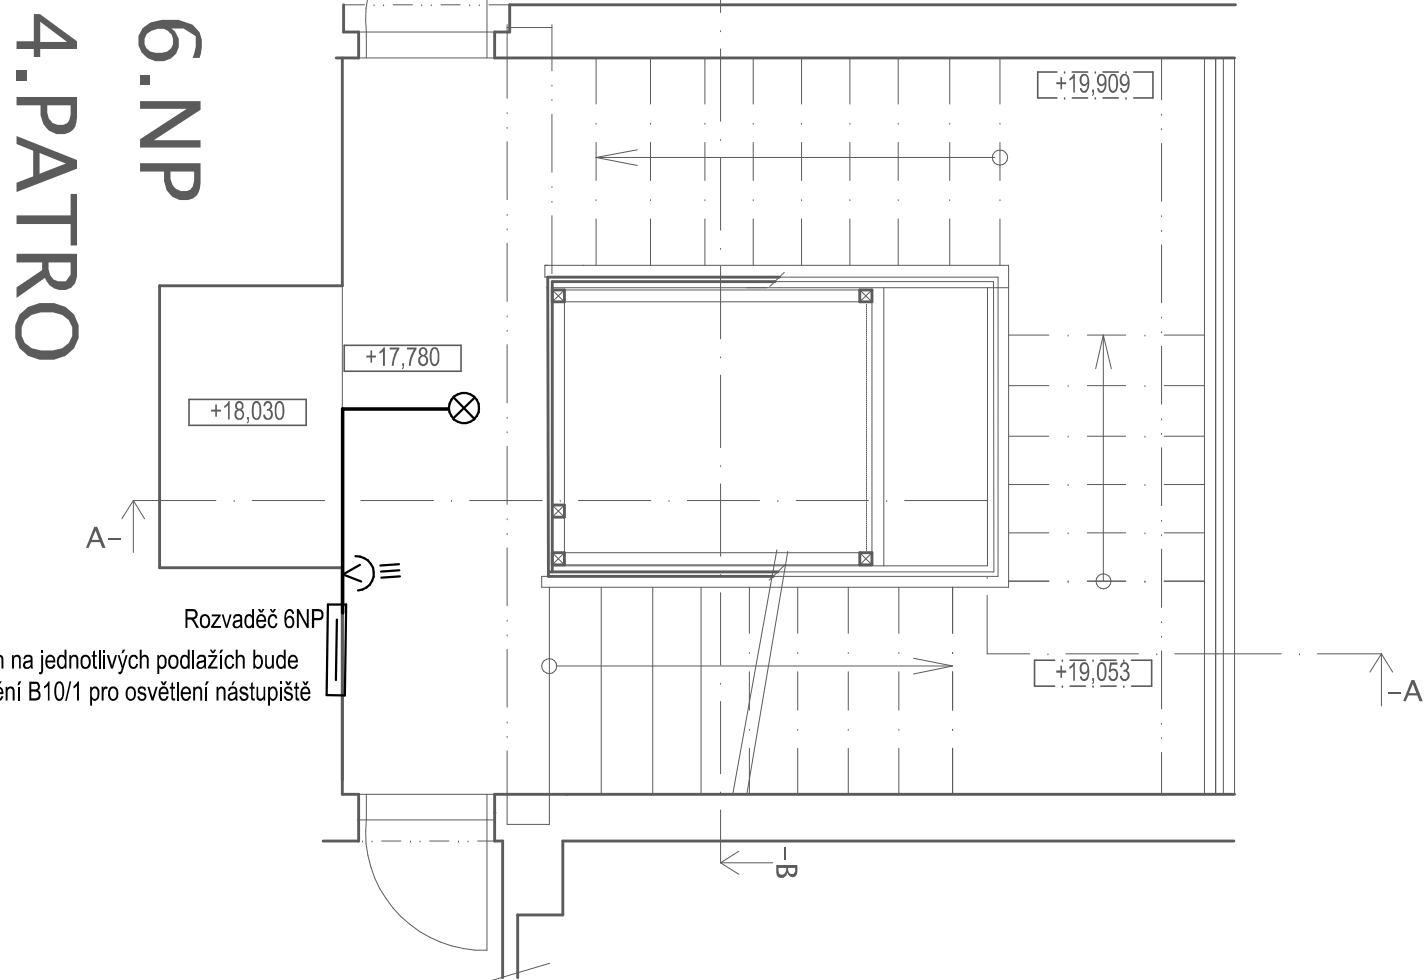 6.NP
4.PATRO
+19,909
+17,780
+18,030
A-
Rozvaděč 6NP
na jednotlivých podlažích bude
B10/1 pro osvětlení nástupiště
+19,053
-A
-B